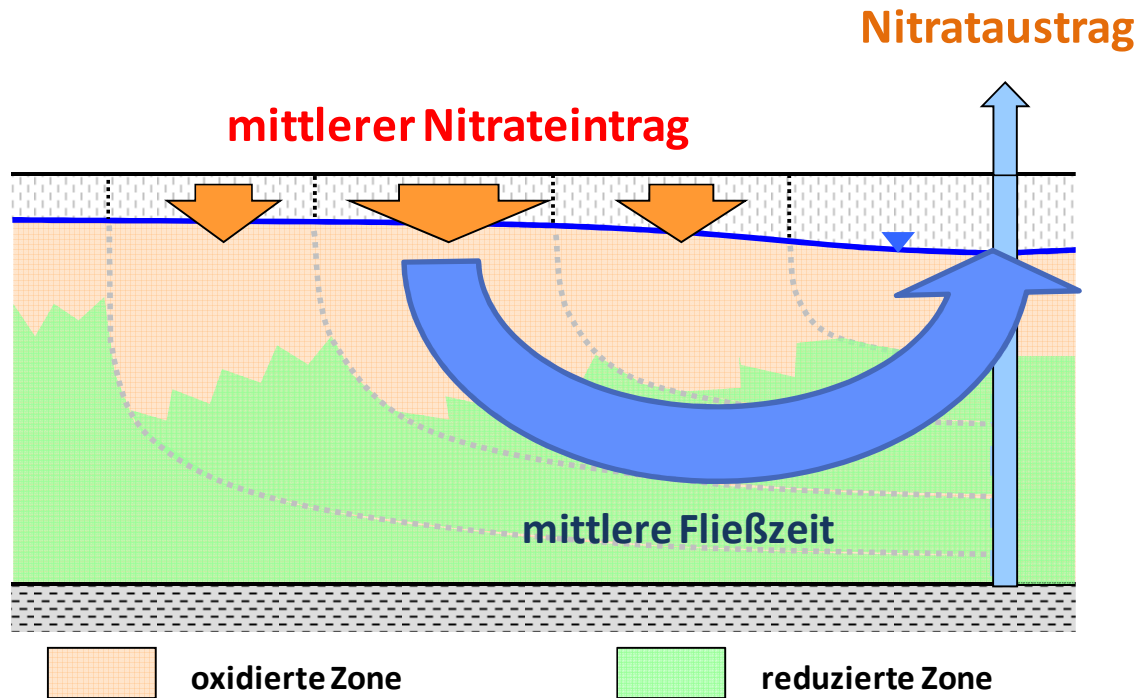 Nitrataustrag
mittlerer Nitrateintrag
mittlere Fließzeit
oxidierte Zone
reduzierte Zone